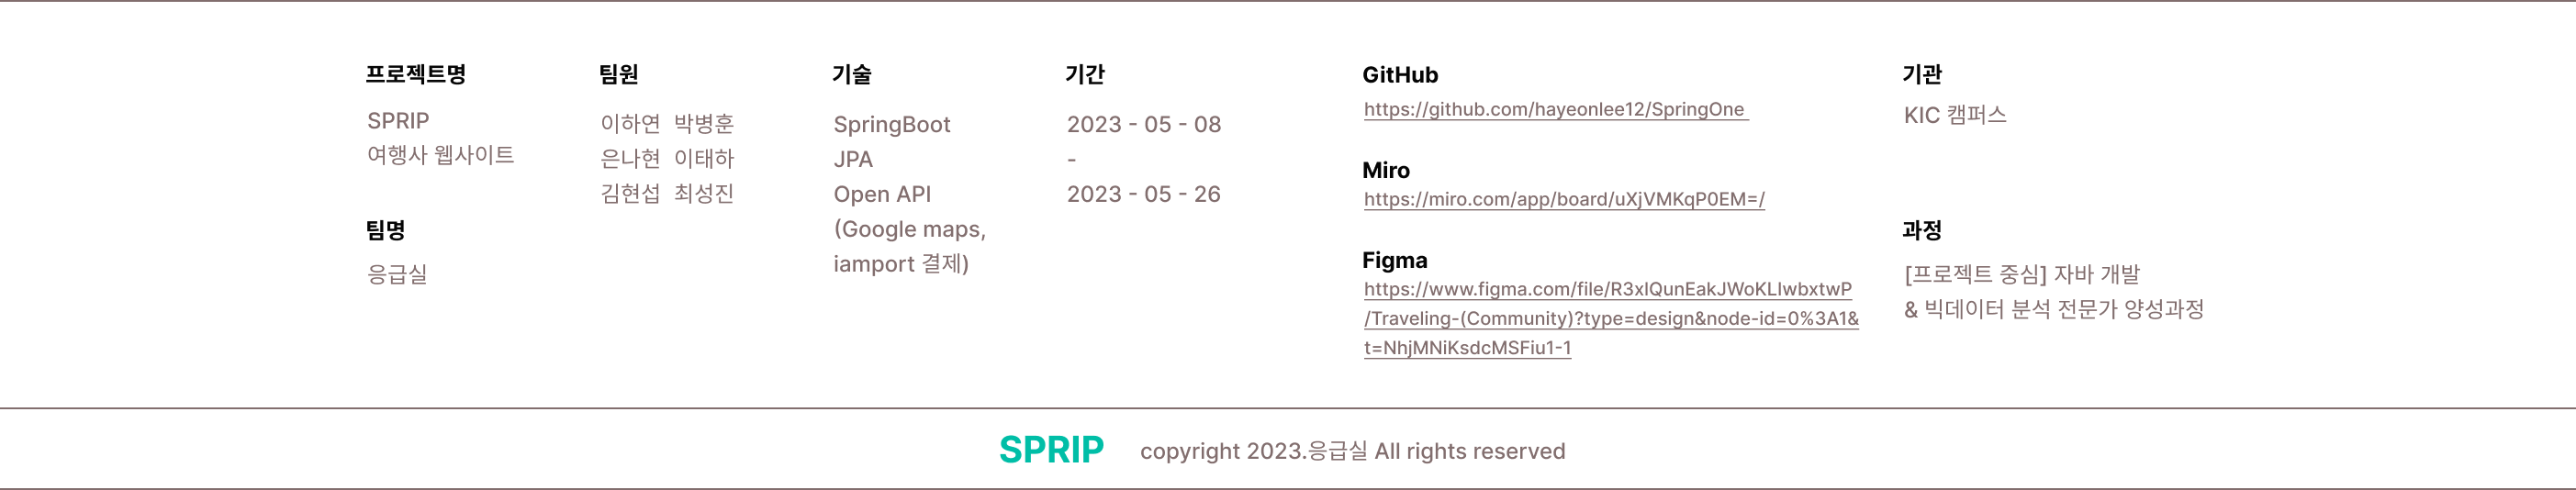 프로젝트명
SPRIP
여행사 웹사이트
팀명
응급실
팀원
이하연 박병훈
은나현 이태하
김현섭 최성진
기술
SpringBoot
JPA
Open API
(Google maps,
iamport 결제)
기간
2023 - 05 - 08
-
2023 - 05 - 26
GitHub
https://github.com/hayeonlee12/SpringOne
Miro
https://miro.com/app/board/uXjVMKqP0EM=/
Figma
https://www.figma.com/file/R3xlQunEakJWoKLlwbxtwP
/Traveling-(Community)?type=design&node-id=0%3A1&
t=NhjMNiKsdcMSFiu1-1
기관
KIC 캠퍼스
과정
[프로젝트 중심] 자바 개발
& 빅데이터 분석 전문가 양성과정
SPRIP copyright 2023.응급실 All rights reserved